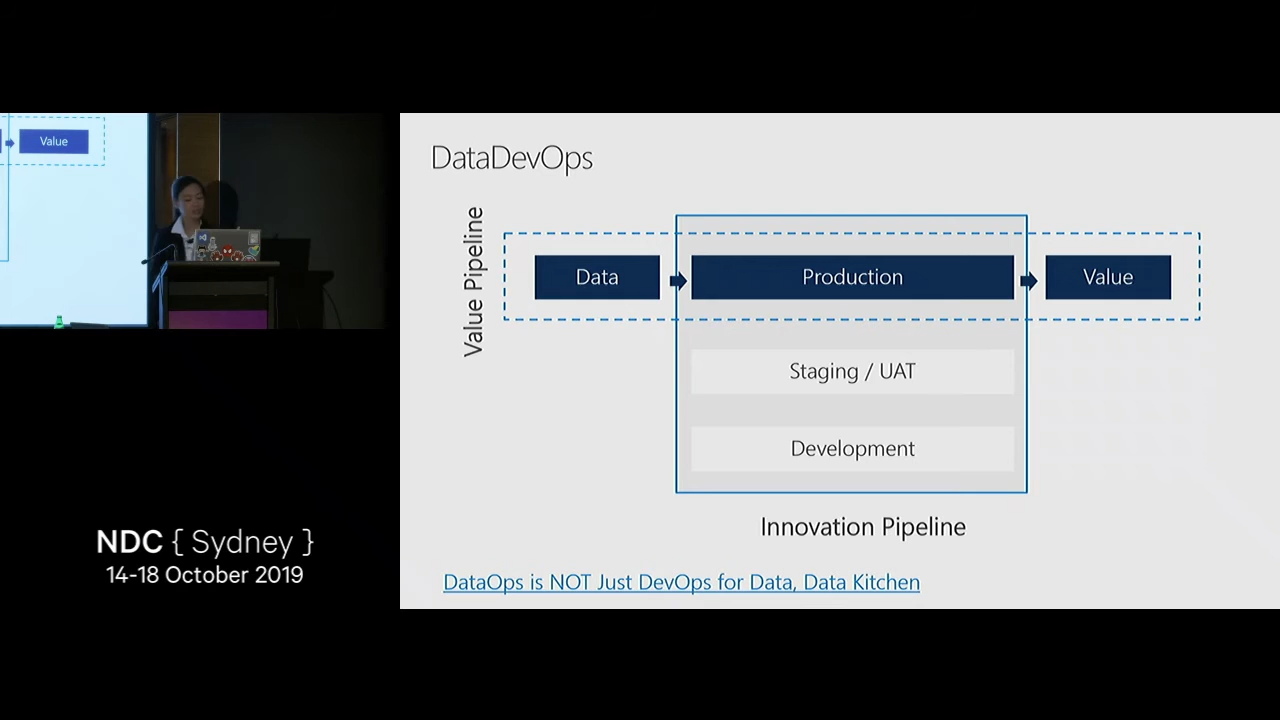 Value
DataDevOps
Value Pipeline
Data
Production
Value
Staging / UAT
Development
Innovation Pipeline
DataOps is NOT Just DevOps for Data, Data Kitchen
NDC { Sydney }
14-18 October 2019